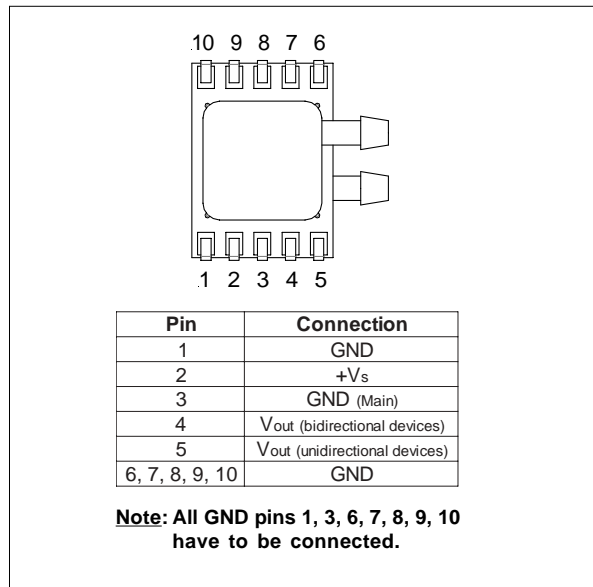 10 9 8 7 6
1 2 3 4 5
Pin Connection
1 GND
2 +Vs
3 GND (Main)
4 Vout (bidirectional devices)
5 Vout (unidirectional devices)
6, 7, 8, 9, 10 GND
Note: All GND pins 1, 3, 6, 7, 8, 9, 10
have to be connected.